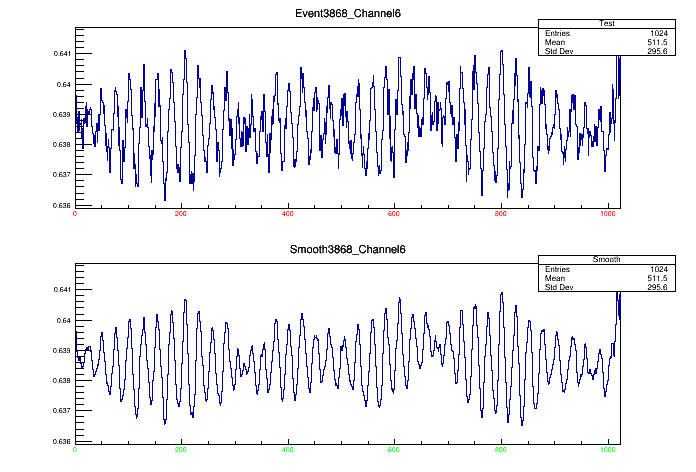 Event3868_Channel6
Test
Entries 1024
Mean 511.5
Std Dev 295.6
0.641
0.64
0.639
0.638
0.637
0.636
0 200 400 600 800 1000
Smooth3868_Channel6
Smooth
Entries 1024
Mean 511.5
Std Dev 295.6
0.641
0.64
0.639
0.638
0.637
0.636
0 200 400 600 800 1000